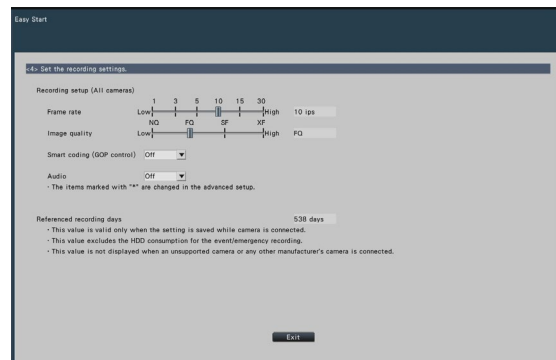 Easy Start
<4> Set the recording settings.
Recording setup (All cameras)
1 3 5 10 15 30
Frame rate Low High 10 ips
NQ FQ SF XF
Image quality Low High FQ
Smart coding (GOP control) Off
Audio Off
・The items marked with "*" are changed in the advanced setup.
Referenced recording days 538 days
・This value is valid only when the setting is saved while camera is connected.
・This value excludes the HDD consumption for the event/emergency recording.
・This value is not displayed when an unsupported camera or any other manufacturer's camera is connected.
Exit